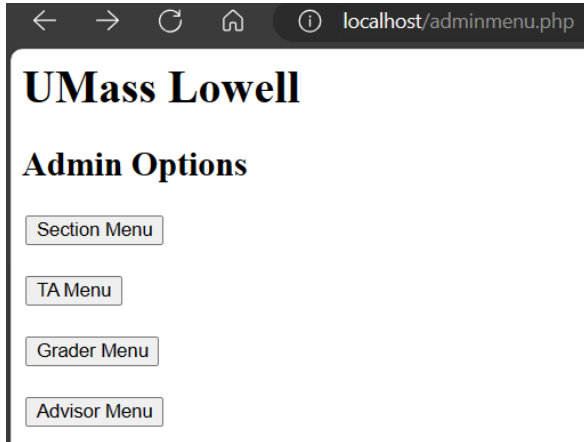 localhost/adminmenu.php
UMass Lowell
Admin Options
Section Menu
TA Menu
Grader Menu
Advisor Menu